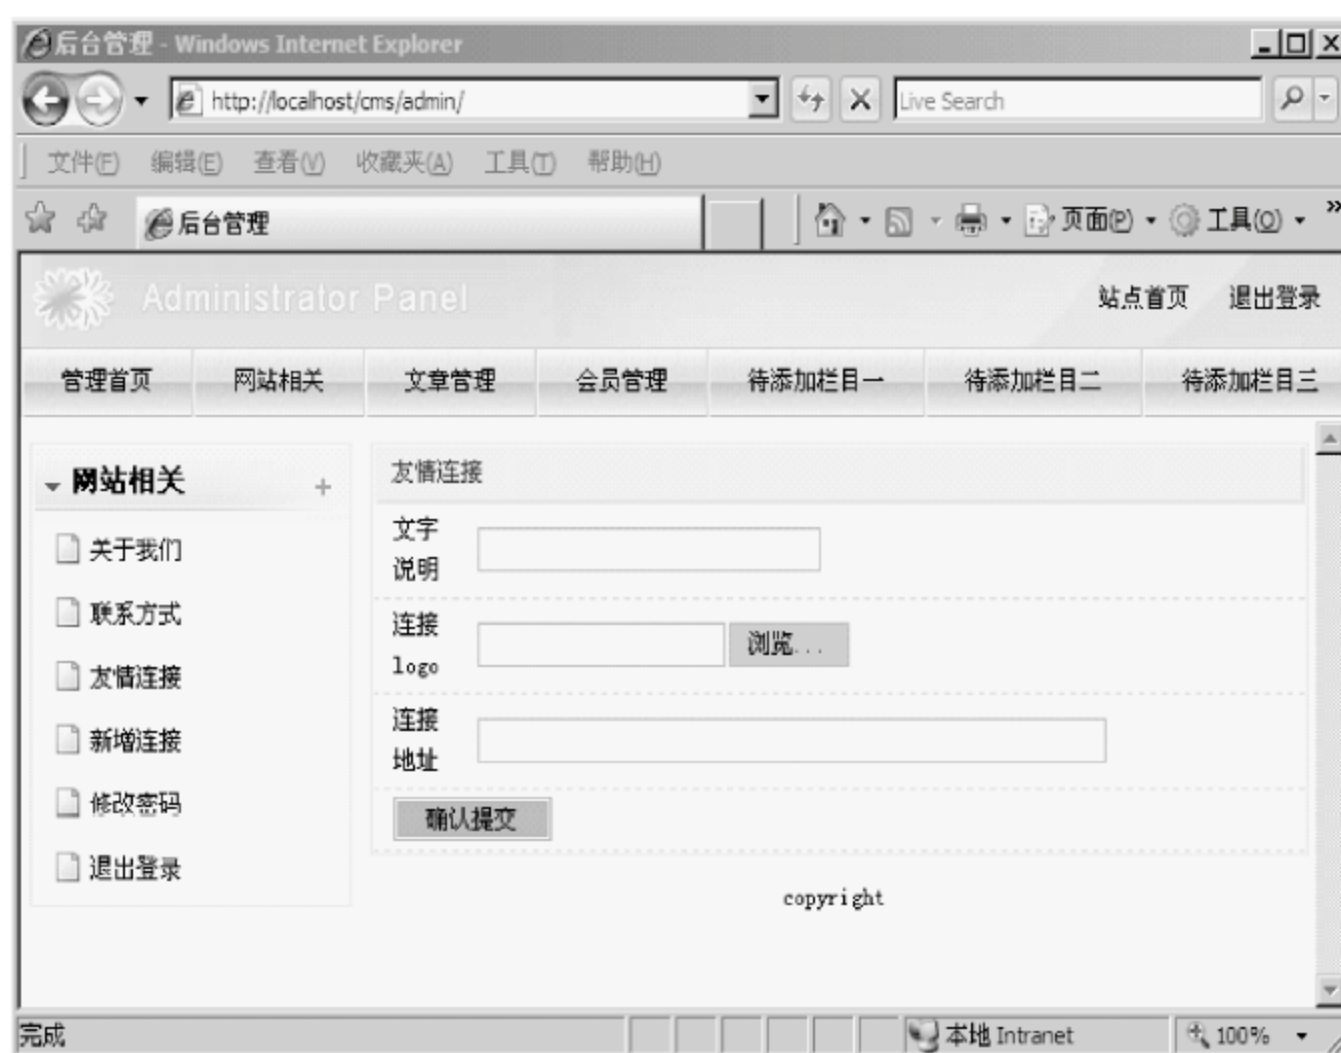 后台管理 - Windows Internet Explorer
http://localhost/cms/admin/
Live Search
文件(F) 编辑(E) 查看(V) 收藏夹(A) 工具(T) 帮助(H)
后台管理
页面(P) 工具(O) »
Administrator Panel
站点首页 退出登录
管理首页 网站相关 文章管理 会员管理 待添加栏目一 待添加栏目二 待添加栏目三
网站相关
关于我们
联系方式
友情连接
新增连接
修改密码
退出登录
友情连接
文字
说明
连接
logo
浏览...
连接
地址
确认提交
copyright
完成
本地 Intranet
100%